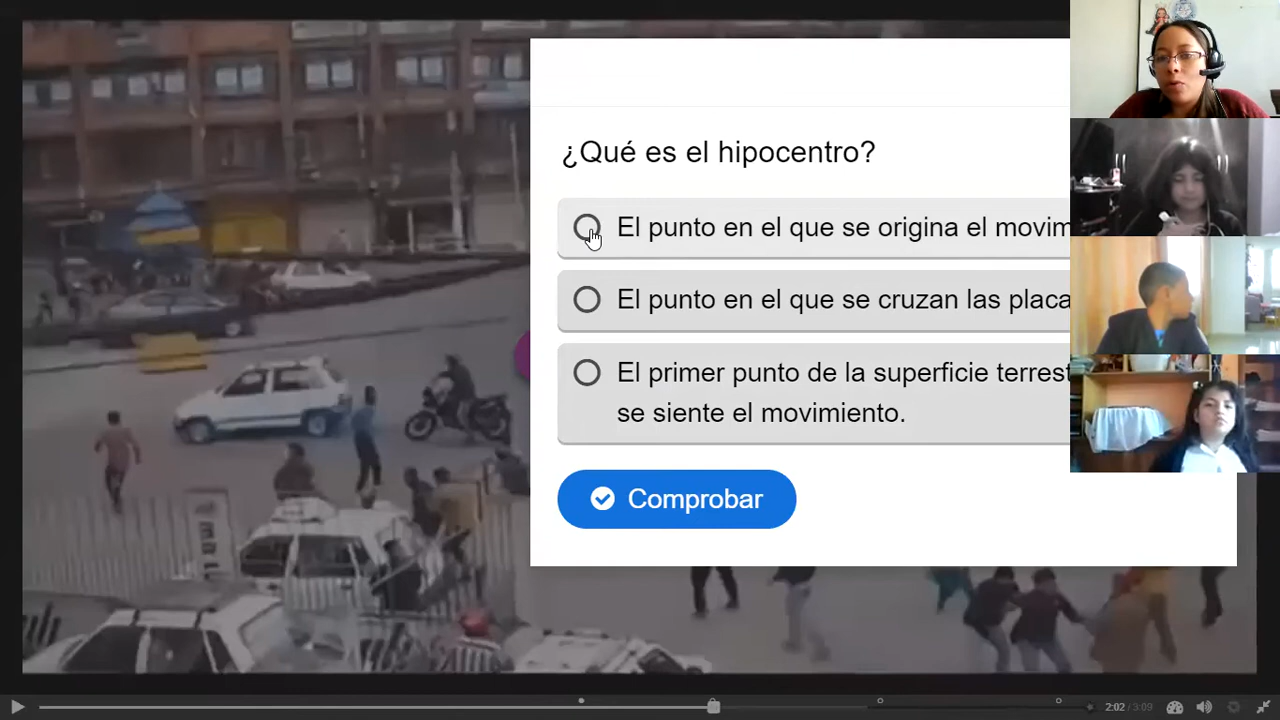 ¿Qué es el hipocentro?
El punto en el que se origina el movim
El punto en el que se cruzan las placa
El primer punto de la superficie terrest
se siente el movimiento.
Comprobar
2:02 / 3:09